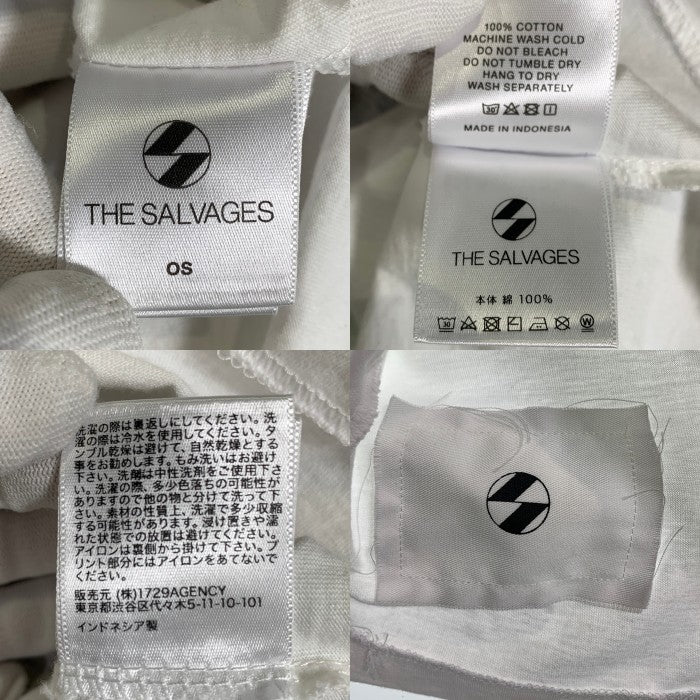 THE SALVAGES
OS
100% COTTON
MACHINE WASH COLD
DO NOT BLEACH
DO NOT TUMBLE DRY
HANG TO DRY
WASH SEPARATELY
30
MADE IN INDONESIA
THE SALVAGES
本体 綿 100%
30 W
洗濯の際は裏返しにしてください。洗
濯の際は冷水を使用してください。タ
ンブル乾燥は避けて、自然乾燥とする
事をお勧めします。もみ洗いはお避け
下さい。洗剤は中性洗剤をご使用下さ
い。洗濯の際、多少色落ちの可能性が
ありますので他の物と分けて洗って下
さい。素材の性質上、洗濯で多少収縮
する可能性があります。浸け置きや濡
れた状態での放置は避けてください。
アイロンは裏側から掛けて下さい。プ
リント部分にはアイロンをあてないで
ください。
販売元 (株)1729AGENCY
東京都渋谷区代々木5-11-10-101
インドネシア製